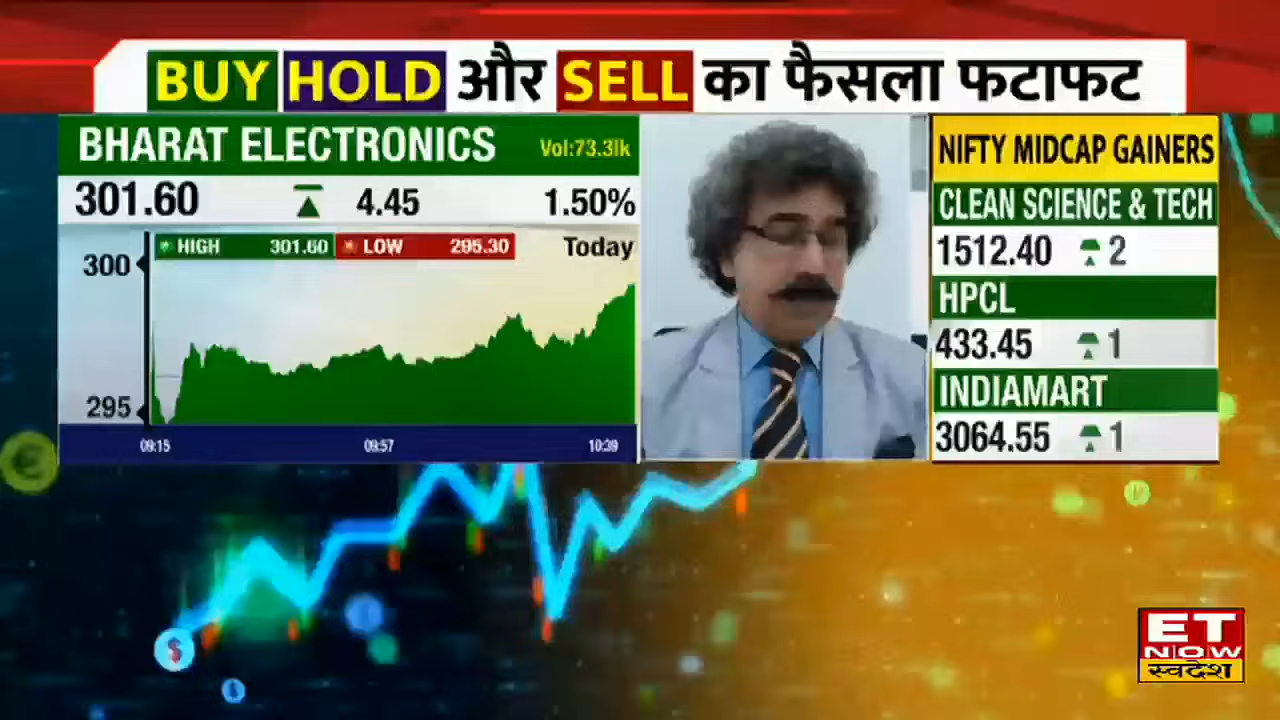 BUY HOLD और SELL का फैसला फटाफट
BHARAT ELECTRONICS Vol:73.3lk
301.60 4.45 1.50%
HIGH 301.60 LOW 295.30 Today
300
295
09:15 09:57 10:39
NIFTY MIDCAP GAINERS
CLEAN SCIENCE & TECH
1512.40 2
HPCL
433.45 1
INDIAMART
3064.55 1
ET
NOW
स्वदेश